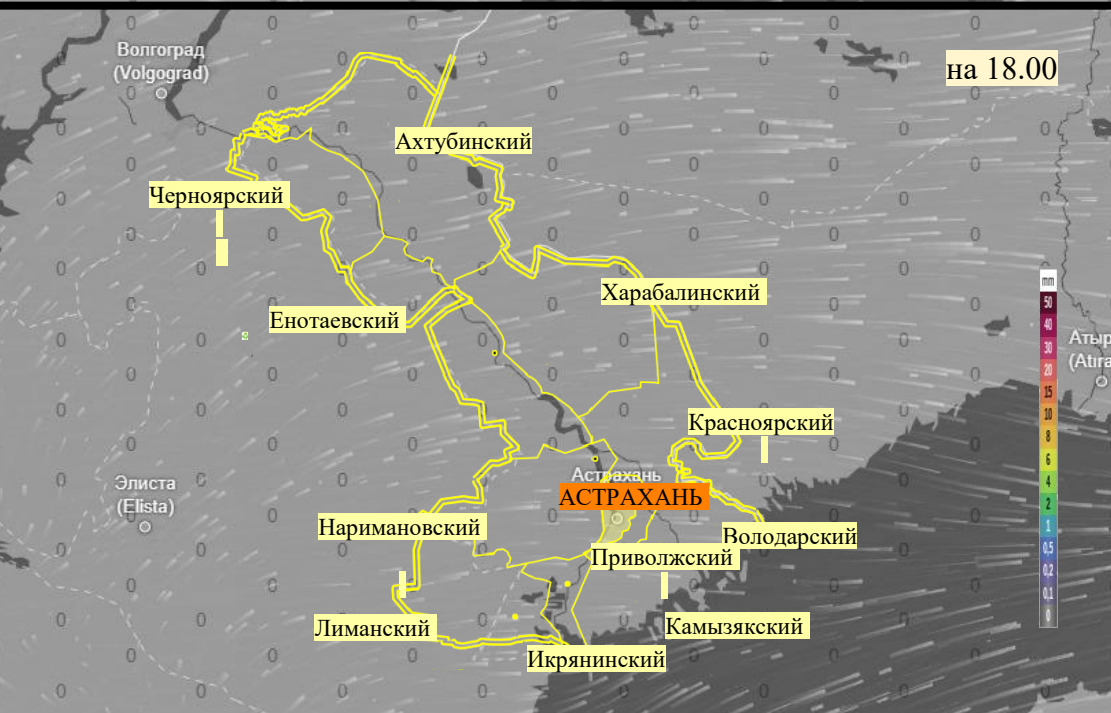 Волгоград
(Volgograd)
на 18.00
Ахтубинский
Черноярский
Харабалинский
Енотаевский
mm
50
40
30
20
15
10
8
6
4
2
1
0,5
0,2
0,1
0
Атыр
(Atira
Красноярский
Астрахань
АСТРАХАНЬ
Элиста
(Elista)
Наримановский
Володарский
Приволжский
Лиманский
Камызякский
Икрянинский